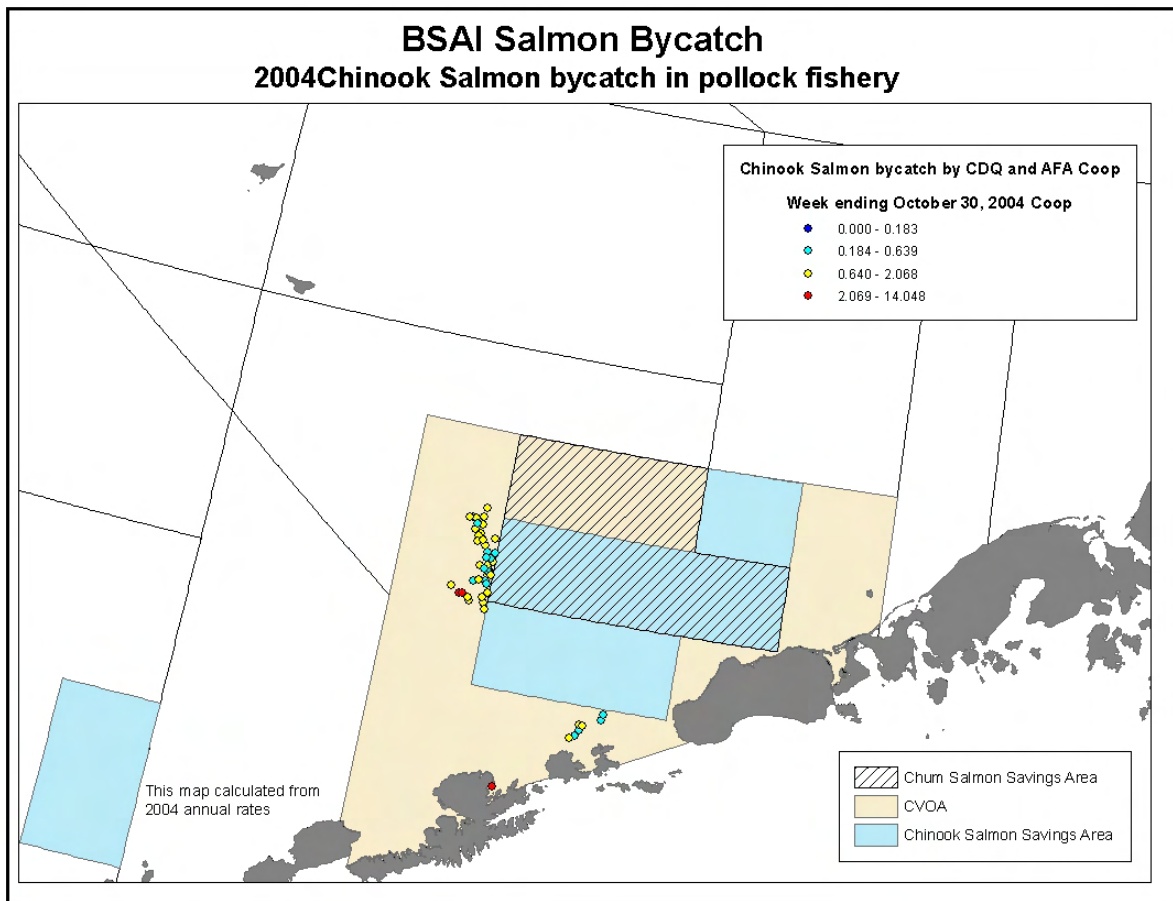 BSAI Salmon Bycatch
2004Chinook Salmon bycatch in pollock fishery
Chinook Salmon bycatch by CDQ and AFA Coop
Week ending October 30, 2004 Coop
0.000 - 0.183
0.184 - 0.639
0.640 - 2.068
2.069 - 14.048
This map calculated from
2004 annual rates
Chum Salmon Savings Area
CVOA
Chinook Salmon Savings Area